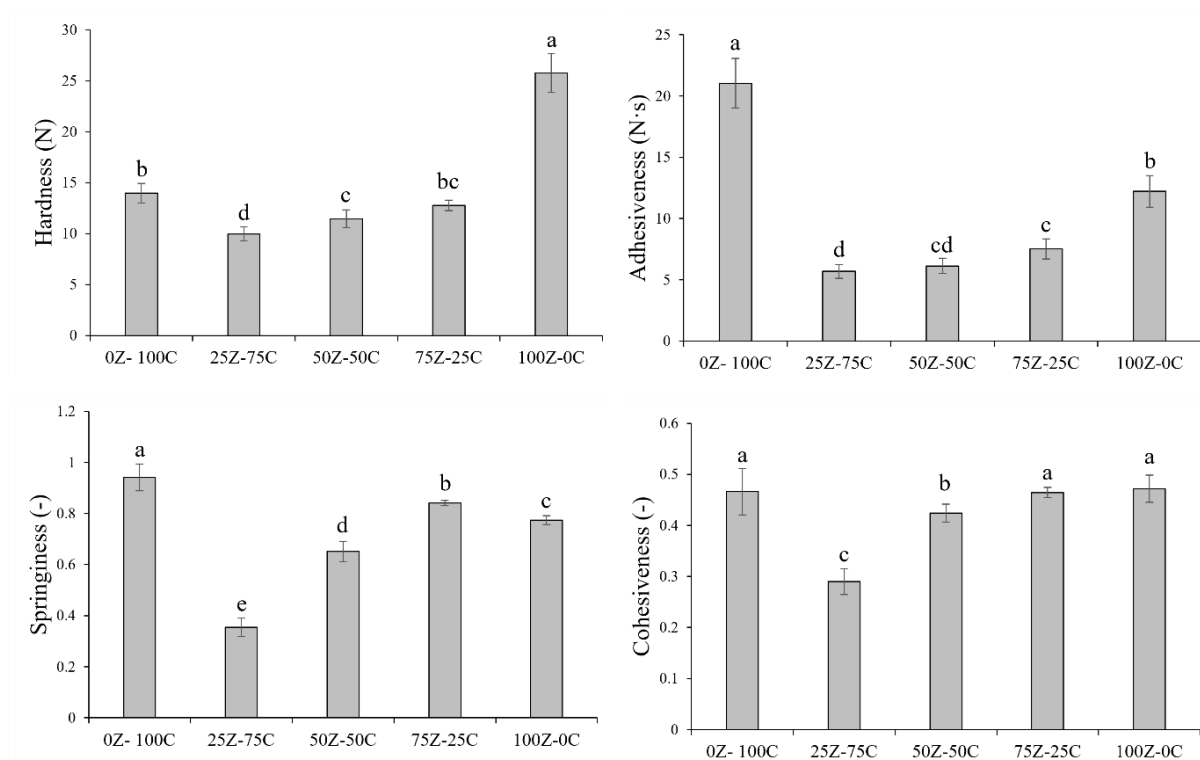 Hardness (N)
30
25
20
15
10
5
0
b
d
c
bc
a
0Z- 100C
25Z-75C
50Z-50C
75Z-25C
100Z-0C
Adhesiveness (N·s)
25
20
15
10
5
0
a
d
cd
c
b
0Z- 100C
25Z-75C
50Z-50C
75Z-25C
100Z-0C
Springiness (-)
1.2
1
0.8
0.6
0.4
0.2
0
a
e
d
b
c
0Z- 100C
25Z-75C
50Z-50C
75Z-25C
100Z-0C
Cohesiveness (-)
0.6
0.5
0.4
0.3
0.2
0.1
0
a
c
b
a
a
0Z- 100C
25Z-75C
50Z-50C
75Z-25C
100Z-0C